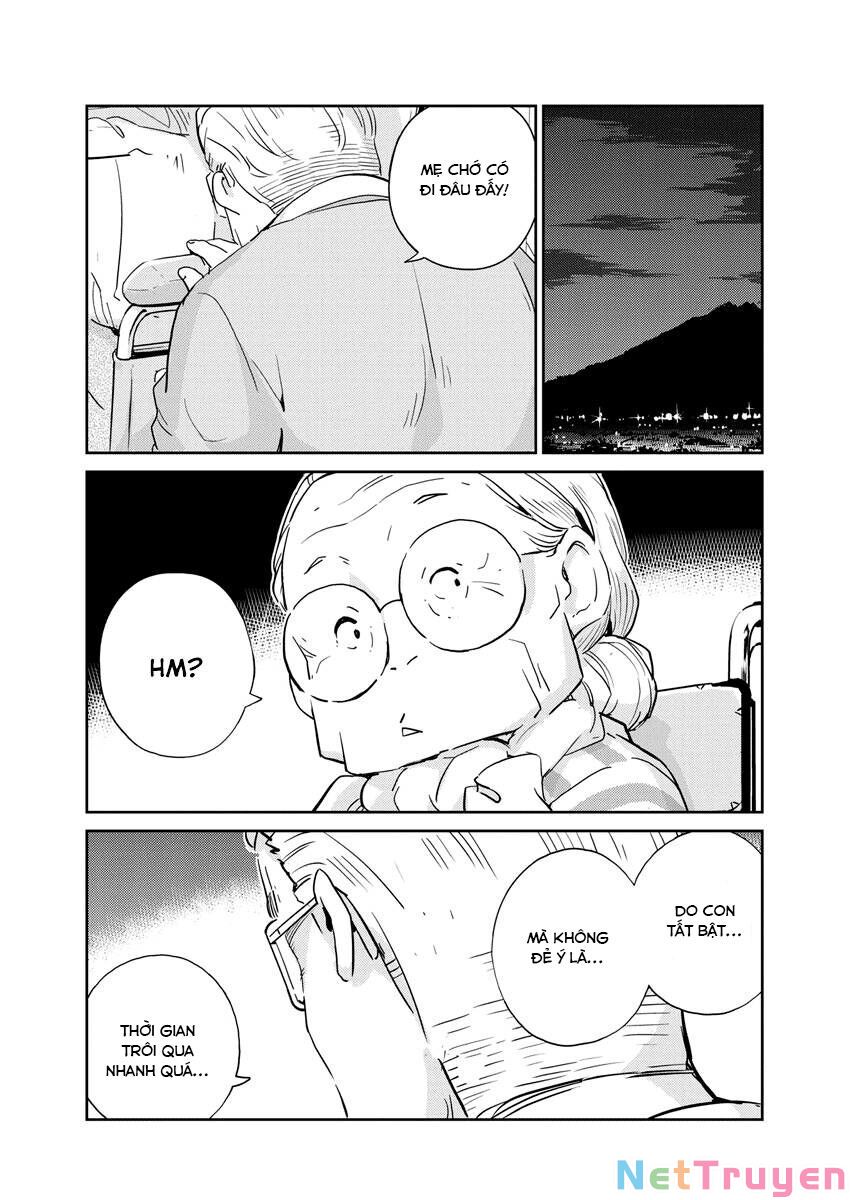 MẸ CHỚ CÓ
ĐI ĐÂU ĐẤY!
HM?
DO CON
TẤT BẬT...
MÀ KHÔNG
ĐẺ Ý LÀ...
THỜI GIAN
TRÔI QUA
NHANH QUÁ...
NetTruyen